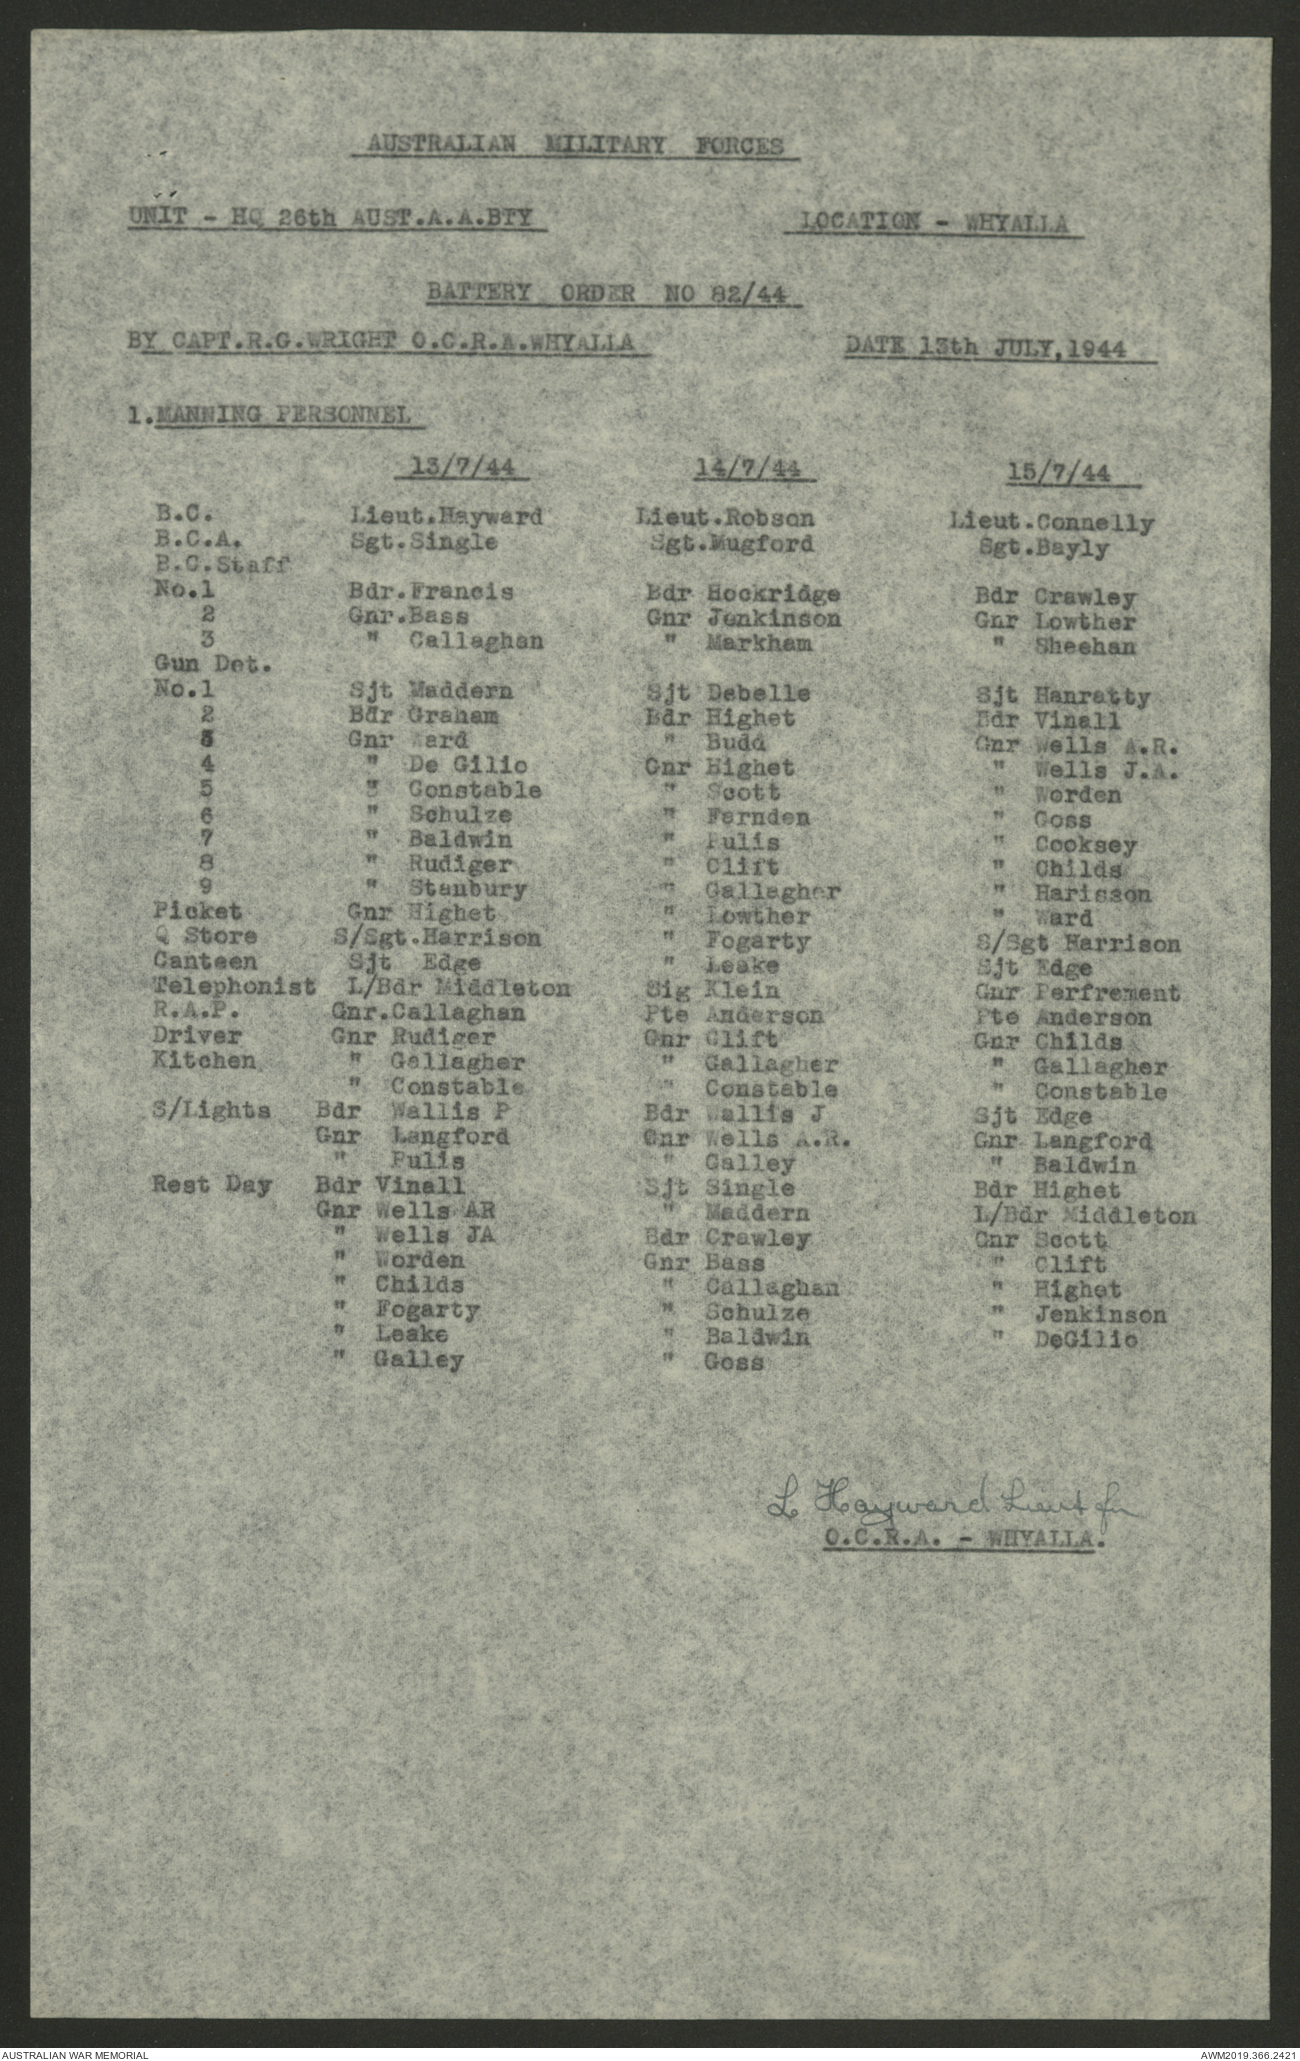 AUSTRALIAN MILITARY FORCES
UNIT - HQ 26th AUST.A.A.BTY LOCATION - WHYALLA
BATTERY ORDER NO 82/44
BY CAPT.R.G.WRIGHT O.C.R.A.WHYALLA DATE 13th JULY,1944
1.MANNING PERSONNEL
13/7/44 14/7/44 15/7/44
B.C. Lieut.Hayward Lieut.Robson Lieut.Connelly
B.C.A. Sgt.Single Sgt.Mugford Sgt.Bayly
B.C.Staff
No.1 Bdr.Francis Bdr Hockridge Bdr Crawley
2 Gnr.Bass Gnr Jenkinson Gnr Lowther
3 " Callaghan " Markham " Sheehan
Gun Det.
No.1 Sjt Maddern Sjt Debelle Sjt Hanratty
2 Bdr Graham Bdr Highet Bdr Vinall
3 Gnr Ward " Budd Gnr Wells A.R.
4 " De Gilio Gnr Highet " Wells J.A.
5 " Constable " Scott " Worden
6 " Schulze " Fernden " Goss
7 " Baldwin " Pulis " Cooksey
8 " Rudiger " Clift " Childs
9 " Stanbury " Gallagher " Harisson
Picket Gnr Highet " Lowther " Ward
Q Store S/Sgt.Harrison " Fogarty S/Sgt Harrison
Canteen Sjt Edge " Leake Sjt Edge
Telephonist L/Bdr Middleton Sig Klein Gnr Perfrement
R.A.P. Gnr.Callaghan Pte Anderson Pte Anderson
Driver Gnr Rudiger Gnr Clift Gnr Childs
Kitchen " Gallagher " Gallagher " Gallagher
" Constable " Constable " Constable
S/Lights Bdr Wallis P Bdr Wallis J Sjt Edge
Gnr Langford Gnr Wells A.R. Gnr Langford
" Pulis " Galley " Baldwin
Rest Day Bdr Vinall Sjt Single Bdr Highet
Gnr Wells AR " Maddern L/Bdr Middleton
" Wells JA Bdr Crawley Gnr Scott
" Worden Gnr Bass " Clift
" Childs " Callaghan " Highet
" Fogarty " Schulze " Jenkinson
" Leake " Baldwin " DeGilio
" Galley " Goss
L Hayward Lieut for
O.C.R.A. - WHYALLA.
AUSTRALIAN WAR MEMORIAL AWM2019.366.2421